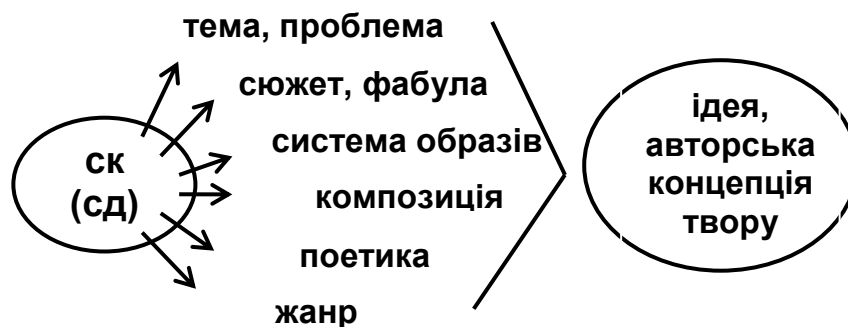 тема, проблема
сюжет, фабула
система образів
композиція
поетика
жанр
ск
(сд)
ідея,
авторська
концепція
твору